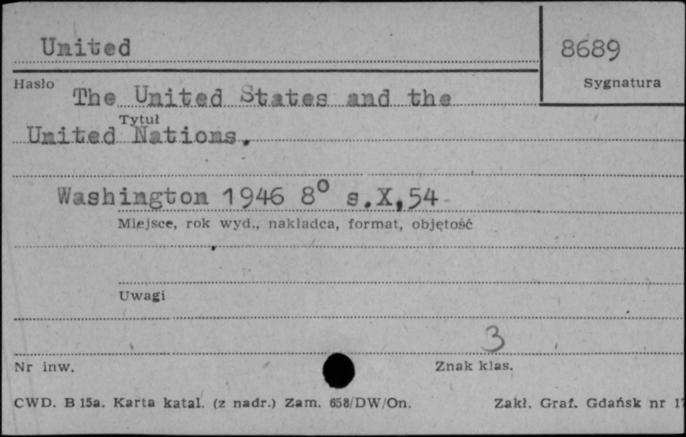 United
8689
Hasło
Sygnatura
The United States and the
Tytuł
United Nations.
Washington 1946 8° s.X,54
Miejsce, rok wyd., nakładca, format, objętość
Uwagi
3
Nr inw.
Znak klas.
CWD. B 15a. Karta katal. (z nadr.) Zam. 658/DW/On.
Zakł. Graf. Gdańsk nr 17